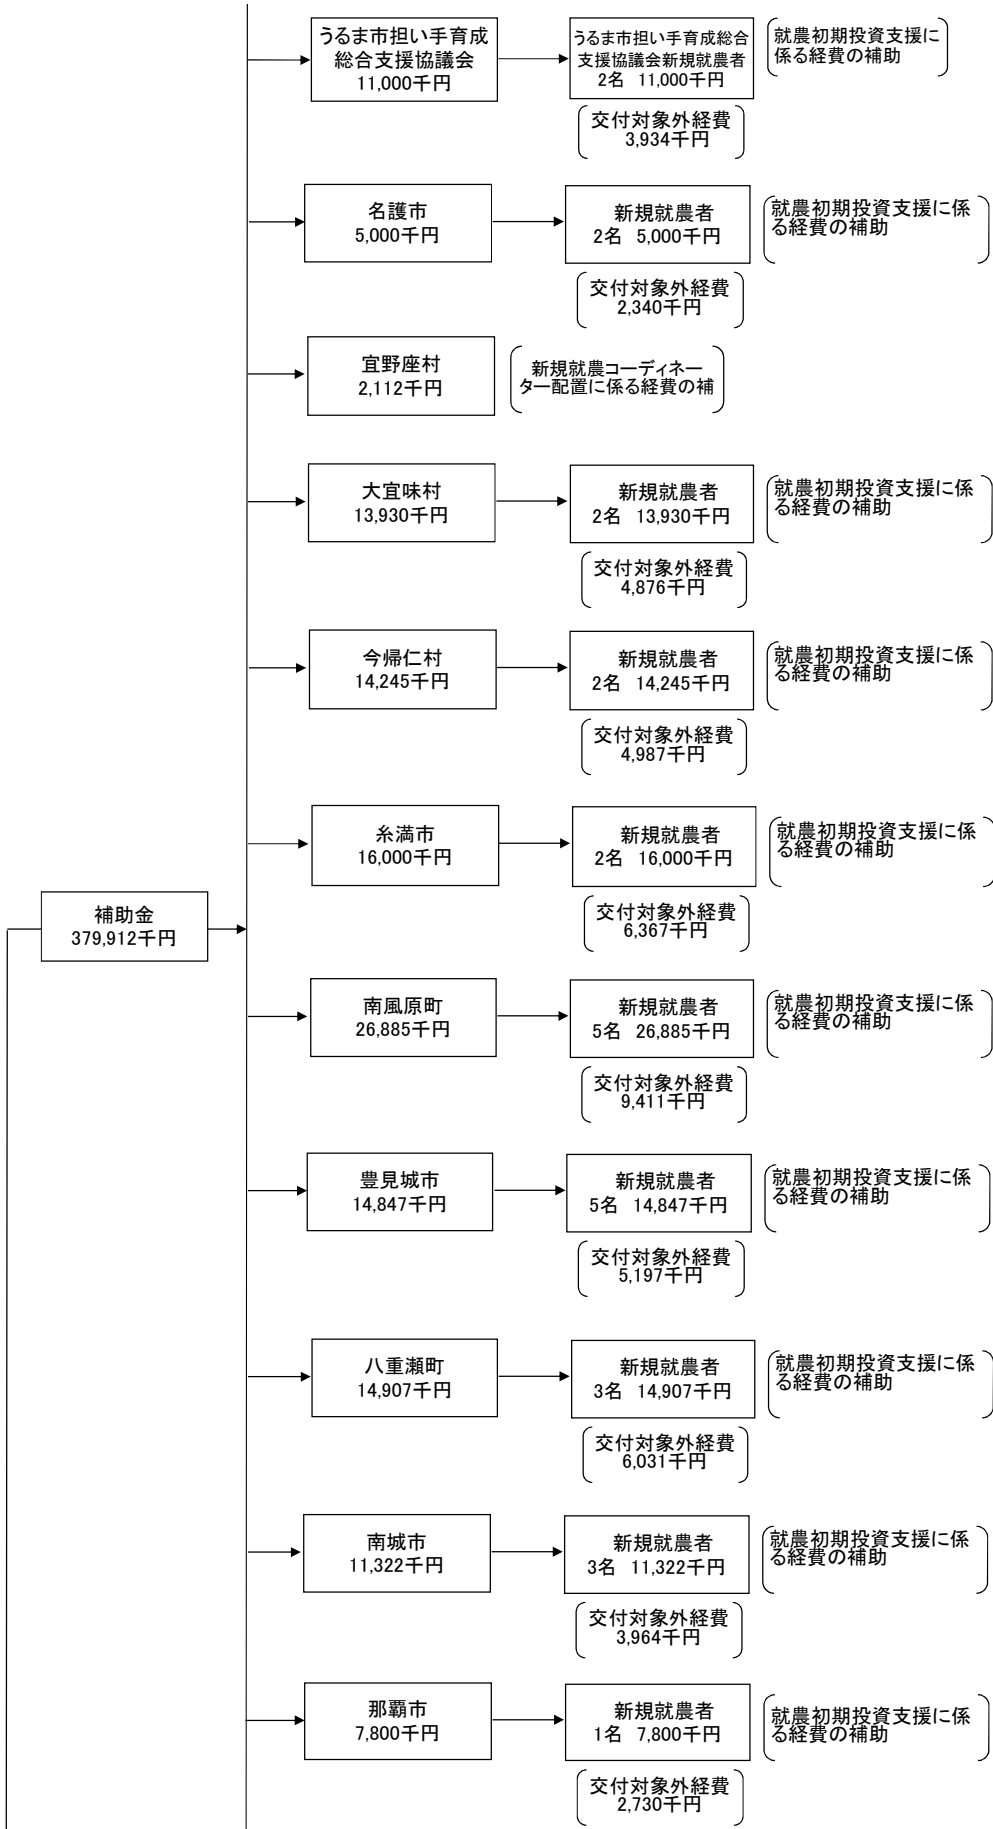 うるま市担い手育成
総合支援協議会
11,000千円
うるま市担い手育成総合
支援協議会新規就農者
2名 11,000千円
就農初期投資支援に
係る経費の補助
交付対象外経費
3,934千円
名護市
5,000千円
新規就農者
2名 5,000千円
就農初期投資支援に係
る経費の補助
交付対象外経費
2,340千円
宜野座村
2,112千円
新規就農コーディネー
ター配置に係る経費の補
大宜味村
13,930千円
新規就農者
2名 13,930千円
就農初期投資支援に係
る経費の補助
交付対象外経費
4,876千円
今帰仁村
14,245千円
新規就農者
2名 14,245千円
就農初期投資支援に係
る経費の補助
交付対象外経費
4,987千円
糸満市
16,000千円
新規就農者
2名 16,000千円
就農初期投資支援に係
る経費の補助
交付対象外経費
6,367千円
補助金
379,912千円
南風原町
26,885千円
新規就農者
5名 26,885千円
就農初期投資支援に係
る経費の補助
交付対象外経費
9,411千円
豊見城市
14,847千円
新規就農者
5名 14,847千円
就農初期投資支援に係
る経費の補助
交付対象外経費
5,197千円
八重瀬町
14,907千円
新規就農者
3名 14,907千円
就農初期投資支援に係
る経費の補助
交付対象外経費
6,031千円
南城市
11,322千円
新規就農者
3名 11,322千円
就農初期投資支援に係
る経費の補助
交付対象外経費
3,964千円
那覇市
7,800千円
新規就農者
1名 7,800千円
就農初期投資支援に係
る経費の補助
交付対象外経費
2,730千円